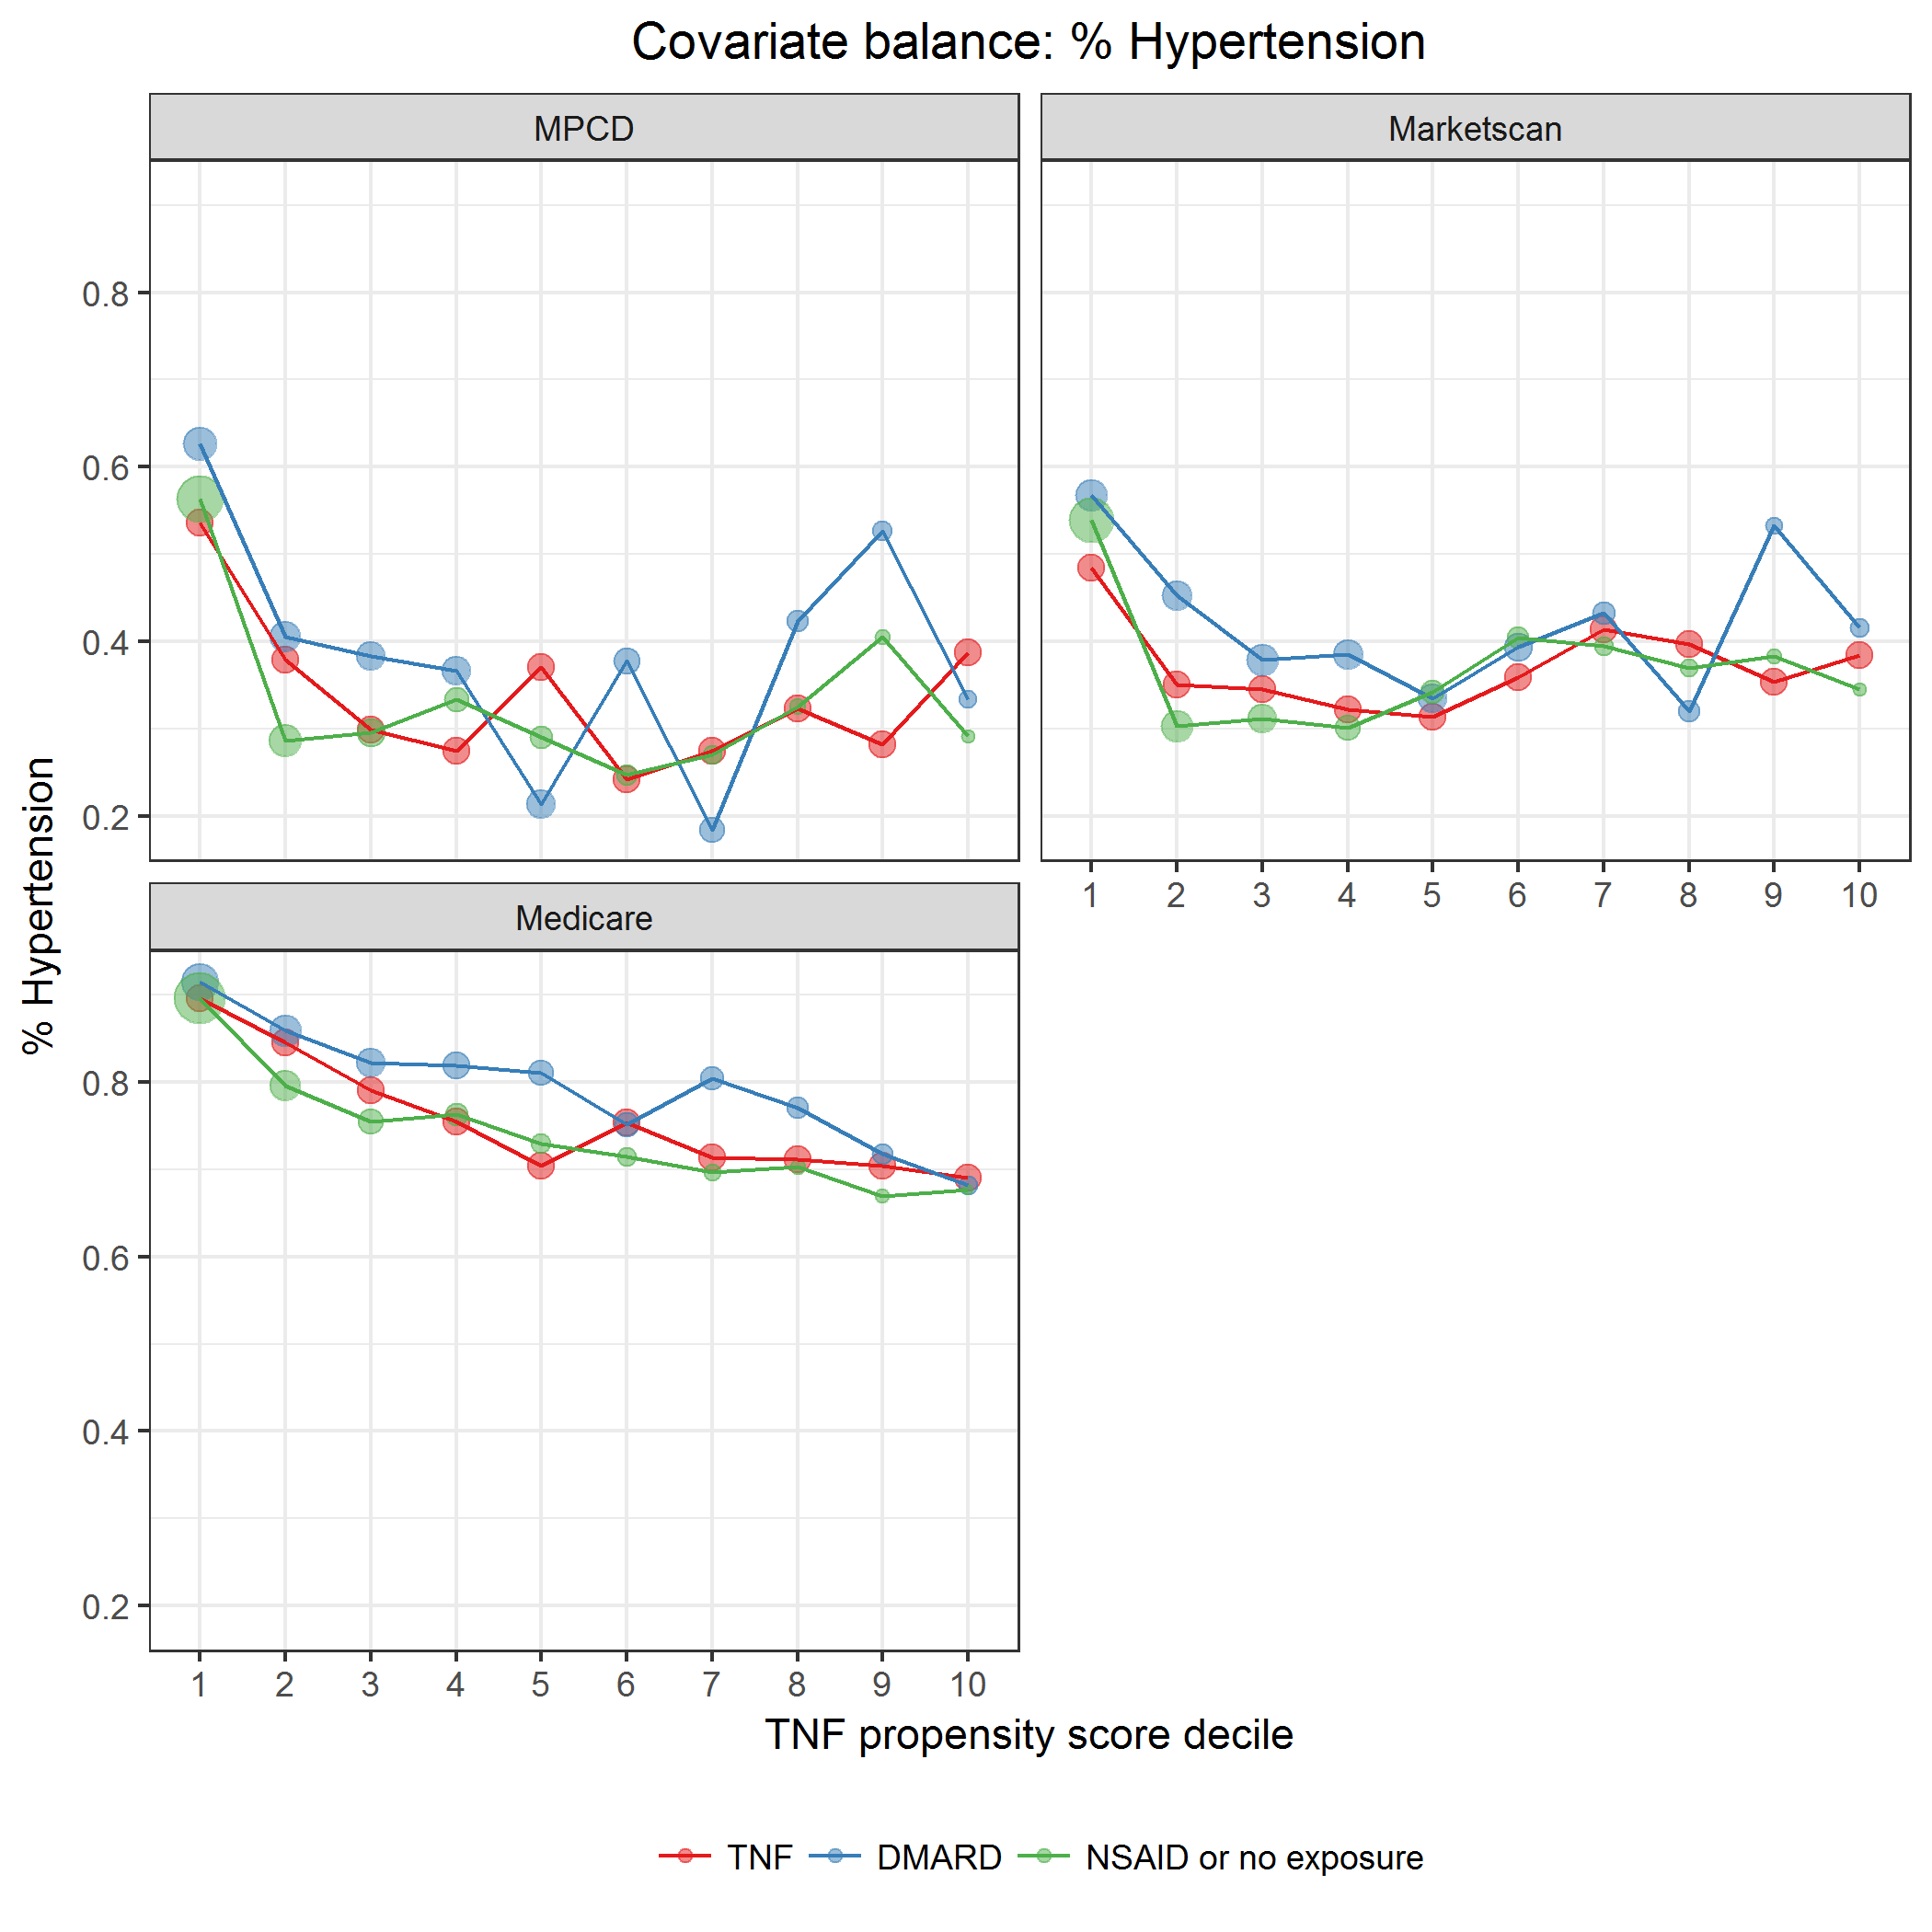 Covariate balance: % Hypertension
MPCD
Marketscan
0.8
0.6
0.4
0.2
1 2 3 4 5 6 7 8 9 10
Medicare
% Hypertension
0.8
0.6
0.4
0.2
1 2 3 4 5 6 7 8 9 10
TNF propensity score decile
TNF DMARD NSAID or no exposure